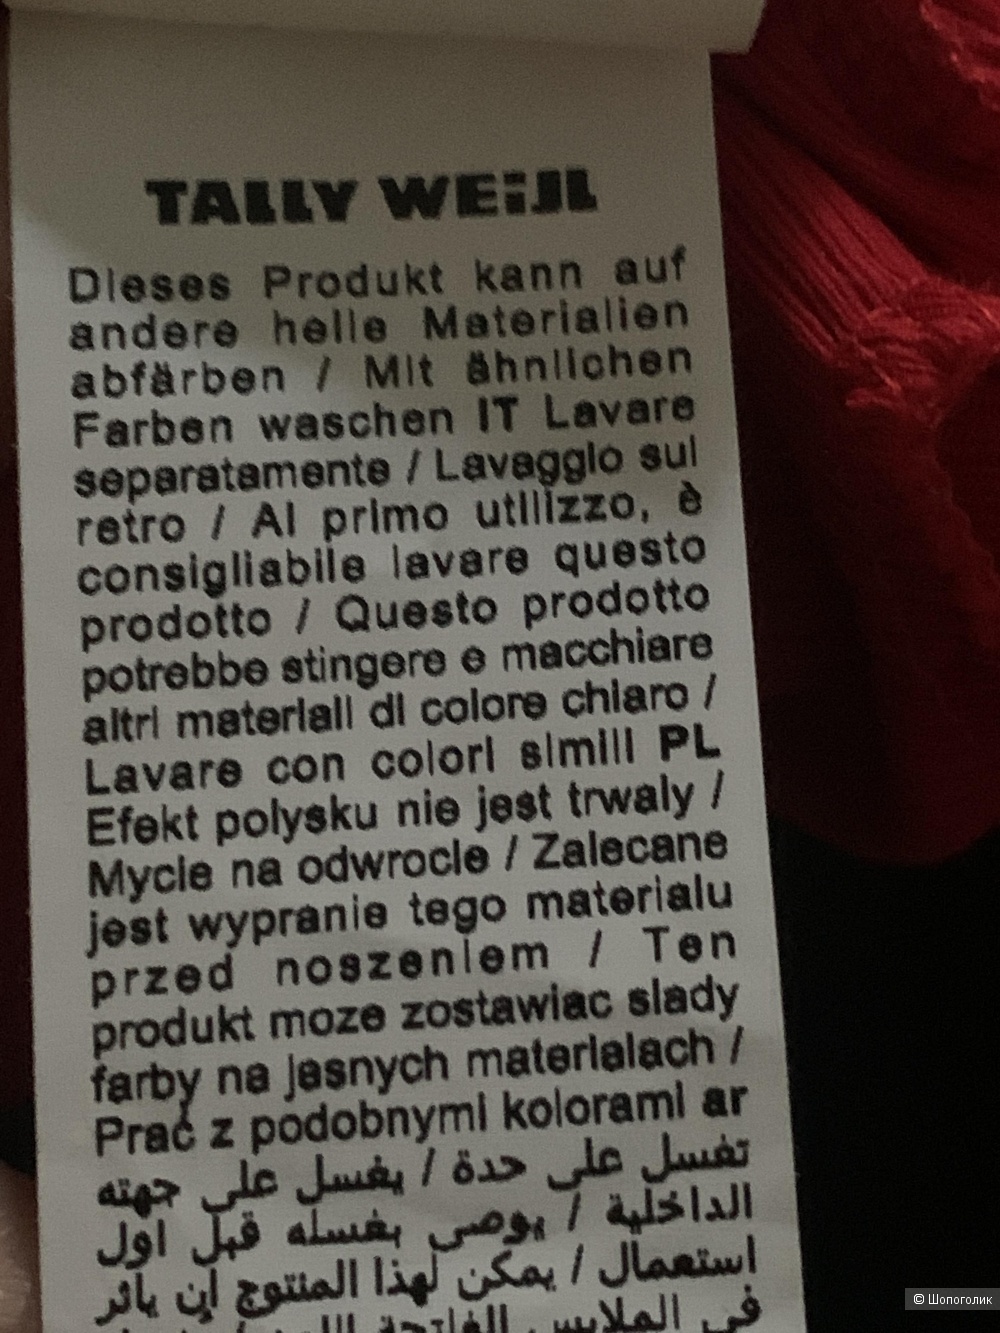 TALLY WEiJL
Dieses Produkt kann auf
andere helle Materialien
abfärben / Mit ähnlichen
Farben waschen IT Lavare
separatamente / Lavaggio sul
retro / Al primo utilizzo, è
consigliabile lavare questo
prodotto / Questo prodotto
potrebbe stingere e macchiare
altri materiali di colore chiaro /
Lavare con colori simili PL
Efekt polysku nie jest trwaly /
Mycie na odwrocie / Zalecane
jest wypranie tego materialu
przed noszeniem / Ten
produkt moze zostawiac slady
farby na jasnych materialach /
Prać z podobnymi kolorami ar
تغسل على حدة / يغسل على جهته
الداخلية / يوصى بغسله قبل اول
استعمال / يمكن لهذا المنتوج ان ياثر
في الملابس الفاتحة
© Шопоголик